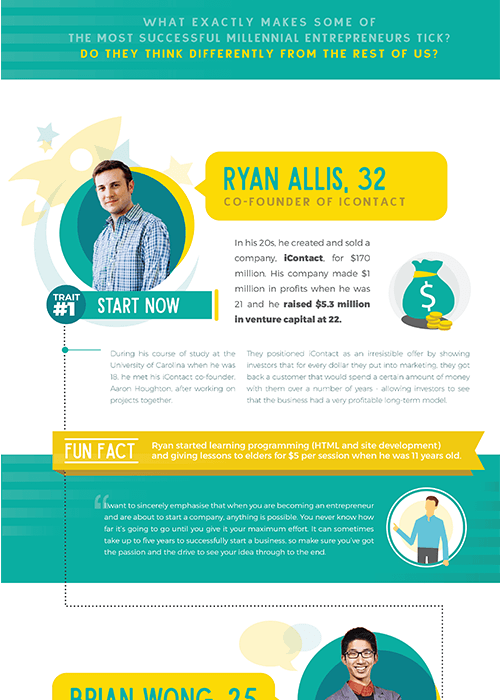 WHAT EXACTLY MAKES SOME OF
THE MOST SUCCESSFUL MILLENNIAL ENTREPRENEURS TICK?
DO THEY THINK DIFFERENTLY FROM THE REST OF US?
RYAN ALLIS, 32
CO-FOUNDER OF ICONTACT
In his 20s, he created and sold a
company, iContact, for $170
million. His company made $1
million in profits when he was
21 and he raised $5.3 million
in venture capital at 22.
TRAIT
#1
START NOW
$
During his course of study at the
University of Carolina when he was
18, he met his iContact co-founder,
Aaron Houghton, after working on
projects together.
They positioned iContact as an irresistible offer by showing
investors that for every dollar they put into marketing, they got
back a customer that would spend a certain amount of money
with them over a number of years - allowing investors to see
that the business had a very profitable long-term model.
FUN FACT
Ryan started learning programming (HTML and site development)
and giving lessons to elders for $5 per session when he was 11 years old.
“I want to sincerely emphasise that when you are becoming an entrepreneur
and are about to start a company, anything is possible. You never know how
far it's going to go until you give it your maximum effort. It can sometimes
take up to five years to successfully start a business, so make sure you've got
the passion and the drive to see your idea through to the end.
BRIAN WONG, 25